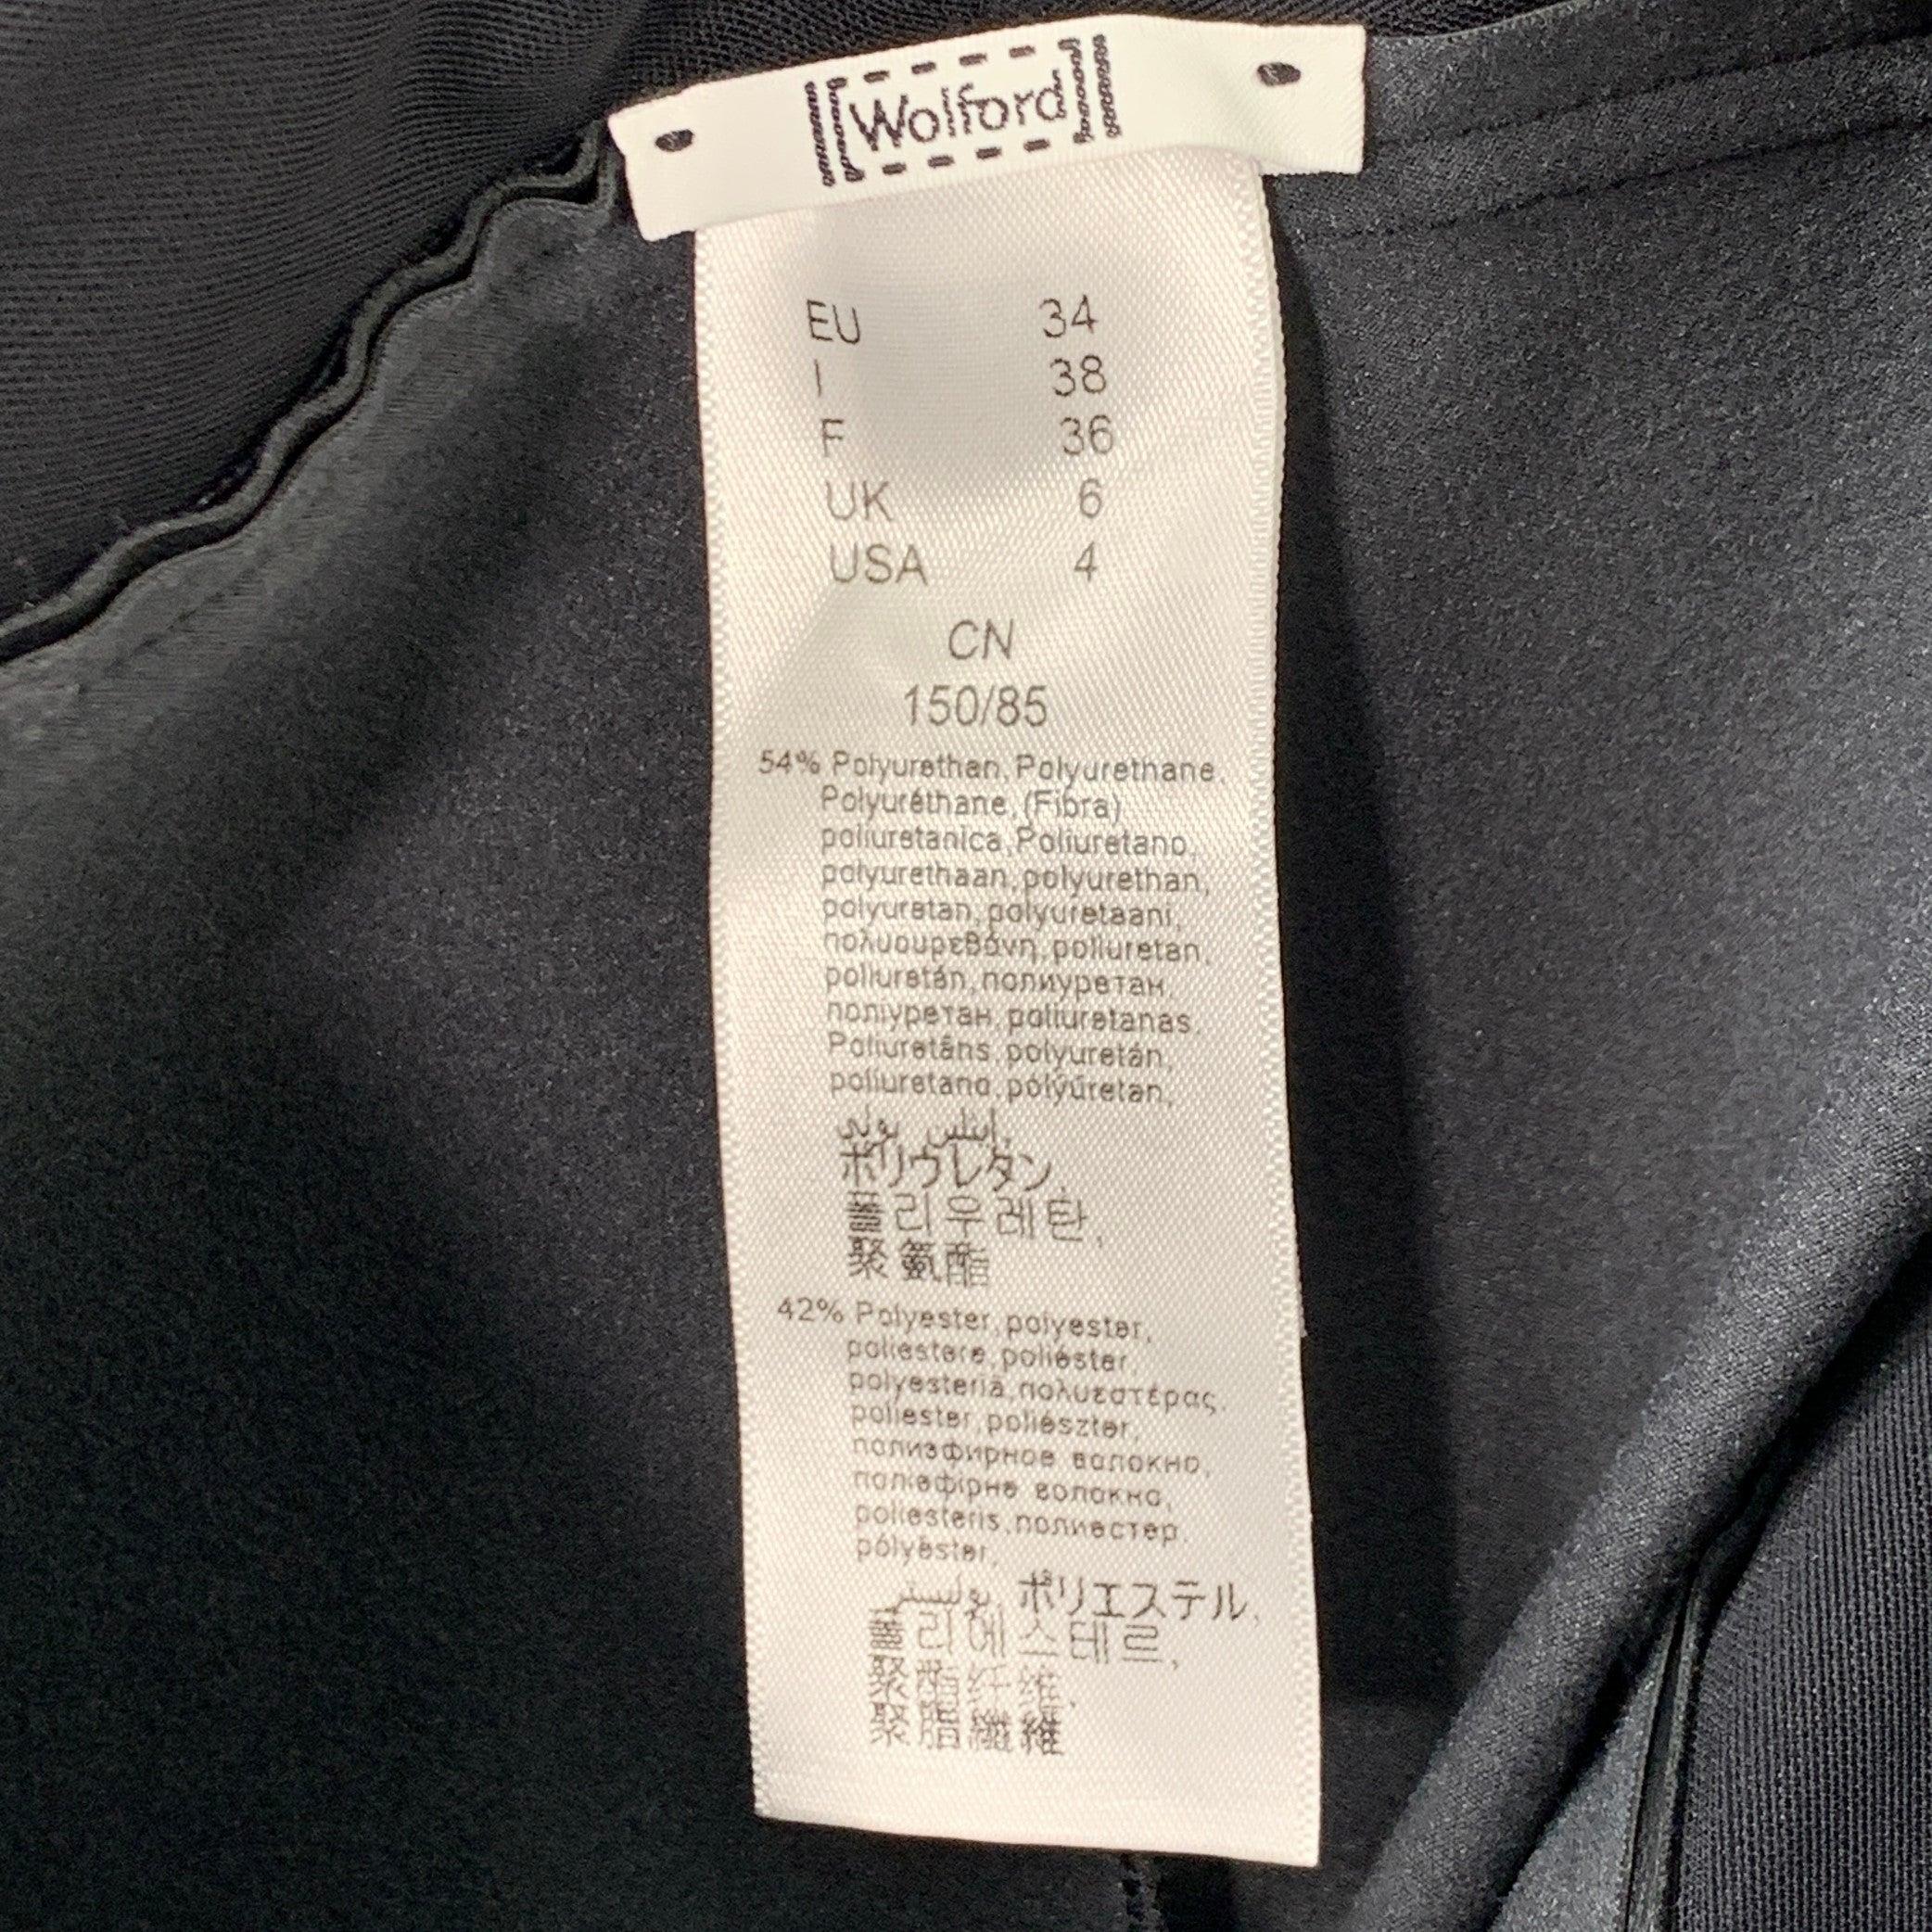 Wolford
EU 34
I 38
F 36
UK 6
USA 4
CN
150/85
54% Polyurethan, Polyurethane,
Polyuréthane, (Fibra)
poliuretanica, Poliuretano,
polyurethaan, polyurethan,
polyuretan, polyuretaani,
πολυουρεθάνη, poliuretan,
poliuretán, полиуретан,
поліуретан, poliuretanas,
Poliuretāns, polyuretán,
poliuretano, pólýúretan,
إيثلين بولي,
ポリウレタン,
폴리우레탄,
聚氨酯
42% Polyester, polyester,
poliestere, poliéster,
polyesteriä, πολυεστέρας,
poliester, poliészter,
полиэфирное волокно,
поліефірне волокно,
poliesteris, полиестер,
pólyester,
ポリエステル,
폴리에스테르,
聚酯纤维,
聚脂纖維